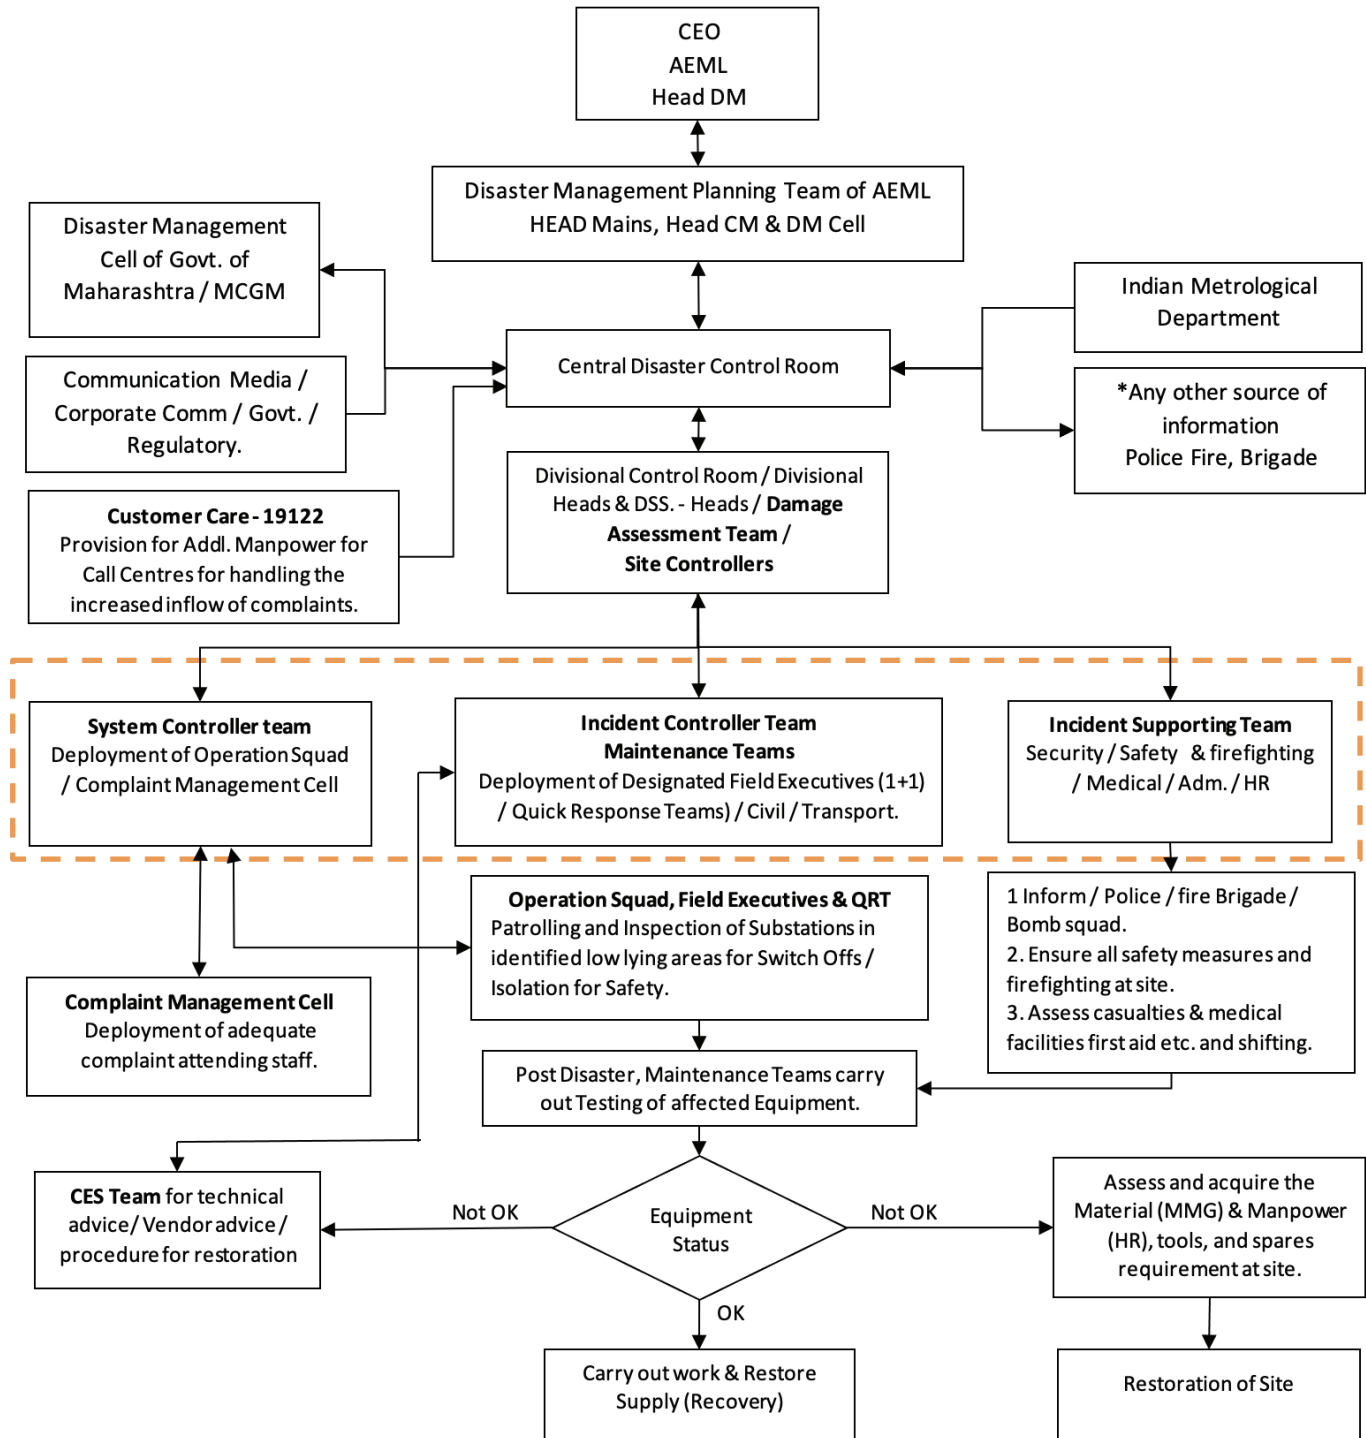 CEO
AEML
Head DM
Disaster Management Planning Team of AEML
HEAD Mains, Head CM & DM Cell
Disaster Management
Cell of Govt. of
Maharashtra / MCGM
Indian Metrological
Department
Central Disaster Control Room
Communication Media /
Corporate Comm / Govt. /
Regulatory.
*Any other source of
information
Police Fire, Brigade
Divisional Control Room / Divisional
Heads & DSS. - Heads / Damage
Assessment Team /
Site Controllers
Customer Care - 19122
Provision for Addl. Manpower for
Call Centres for handling the
increased inflow of complaints.
System Controller team
Deployment of Operation Squad
/ Complaint Management Cell
Incident Controller Team
Maintenance Teams
Deployment of Designated Field Executives (1+1)
/ Quick Response Teams) / Civil / Transport.
Incident Supporting Team
Security / Safety & firefighting
/ Medical / Adm. / HR
Operation Squad, Field Executives & QRT
Patrolling and Inspection of Substations in
identified low lying areas for Switch Offs /
Isolation for Safety.
1 Inform / Police / fire Brigade /
Bomb squad.
2. Ensure all safety measures and
firefighting at site.
3. Assess casualties & medical
facilities first aid etc. and shifting.
Complaint Management Cell
Deployment of adequate
complaint attending staff.
Post Disaster, Maintenance Teams carry
out Testing of affected Equipment.
CES Team for technical
advice/ Vendor advice /
procedure for restoration
Not OK
Equipment
Status
Not OK
Assess and acquire the
Material (MMG) & Manpower
(HR), tools, and spares
requirement at site.
OK
Carry out work & Restore
Supply (Recovery)
Restoration of Site